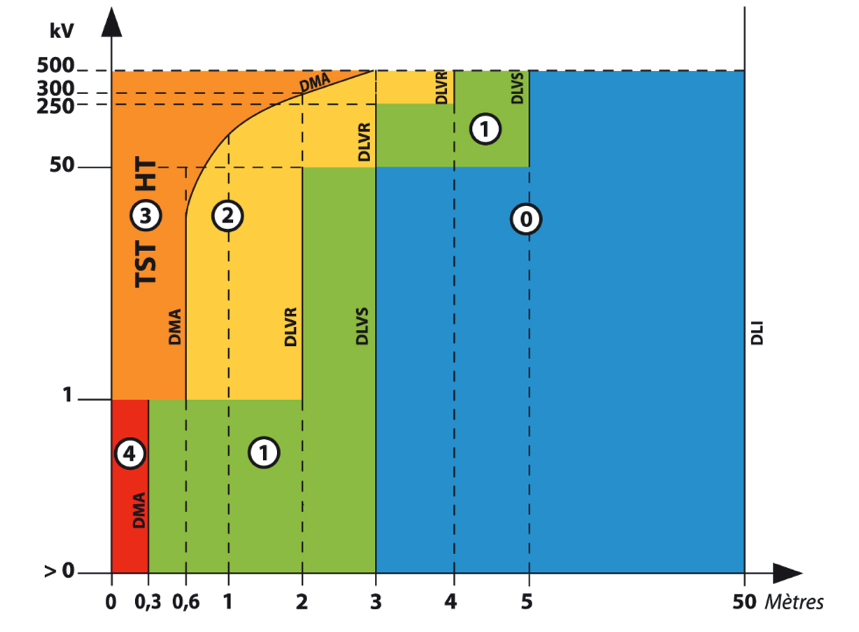 kV
500
300
250
50
1
> 0
DMA
DLVR
DLVS
DLVR
1
TST HT
3
2
0
DMA
DLVR
DLVS
DLI
4
1
DMA
0 0,3 0,6 1 2 3 4 5 50 Mètres